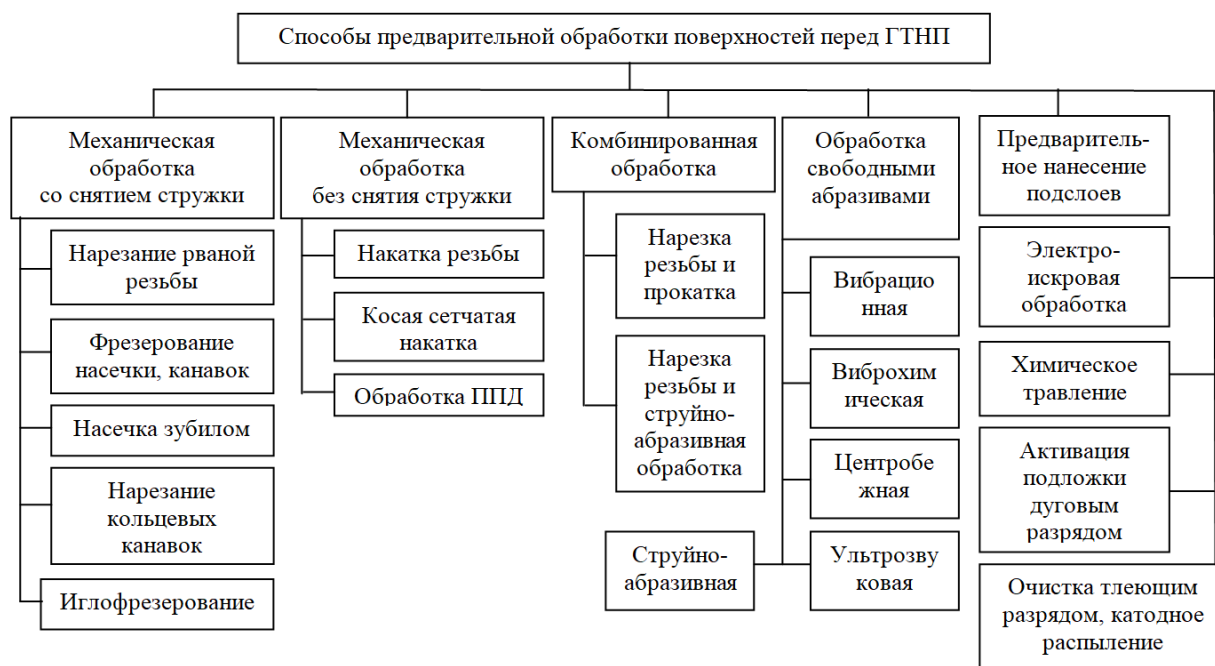 Способы предварительной обработки поверхностей перед ГТНП
Механическая
обработка
со снятием стружки
Нарезание рваной
резьбы
Фрезерование
насечки, канавок
Насечка зубилом
Нарезание
кольцевых
канавок
Иглофрезерование
Механическая
обработка
без снятия стружки
Накатка резьбы
Косая сетчатая
накатка
Обработка ППД
Комбинированная
обработка
Нарезка
резьбы и
прокатка
Нарезка
резьбы и
струйно-
абразивная
обработка
Обработка
свободными
абразивами
Вибрацио
нная
Виброхим
ическая
Центробе
жная
Струйно-
абразивная
Ультрозву
ковая
Предваритель-
ное нанесение
подслоев
Электро-
искровая
обработка
Химическое
травление
Активация
подложки
дуговым
разрядом
Очистка тлеющим
разрядом, катодное
распыление